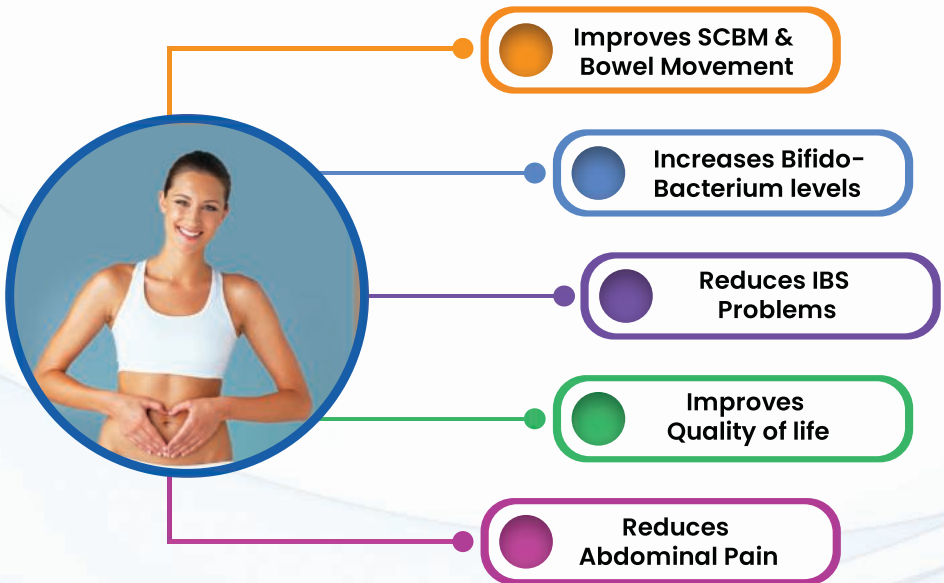 Improves SCBM &
Bowel Movement
Increases Bifido-
Bacterium levels
Reduces IBS
Problems
Improves
Quality of life
Reduces
Abdominal Pain